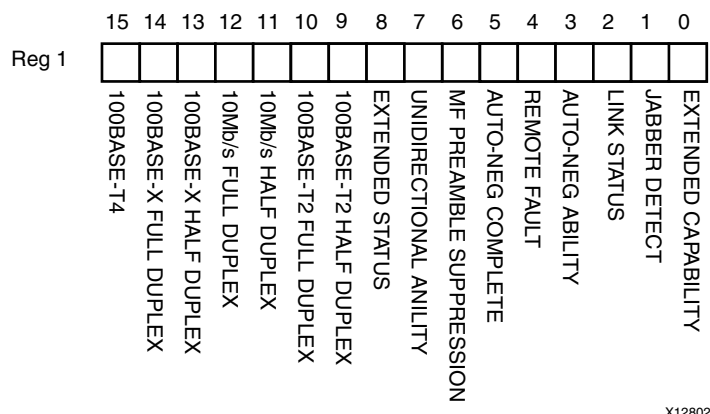 15 14 13 12 11 10 9 8 7 6 5 4 3 2 1 0
Reg 1
100BASE-T4
100BASE-X FULL DUPLEX
100BASE-X HALF DUPLEX
10Mb/s FULL DUPLEX
10Mb/s HALF DUPLEX
100BASE-T2 FULL DUPLEX
100BASE-T2 HALF DUPLEX
EXTENDED STATUS
UNIDIRECTIONAL ANILITY
MF PREAMBLE SUPPRESSION
AUTO-NEG COMPLETE
REMOTE FAULT
AUTO-NEG ABILITY
LINK STATUS
JABBER DETECT
EXTENDED CAPABILITY
X12802